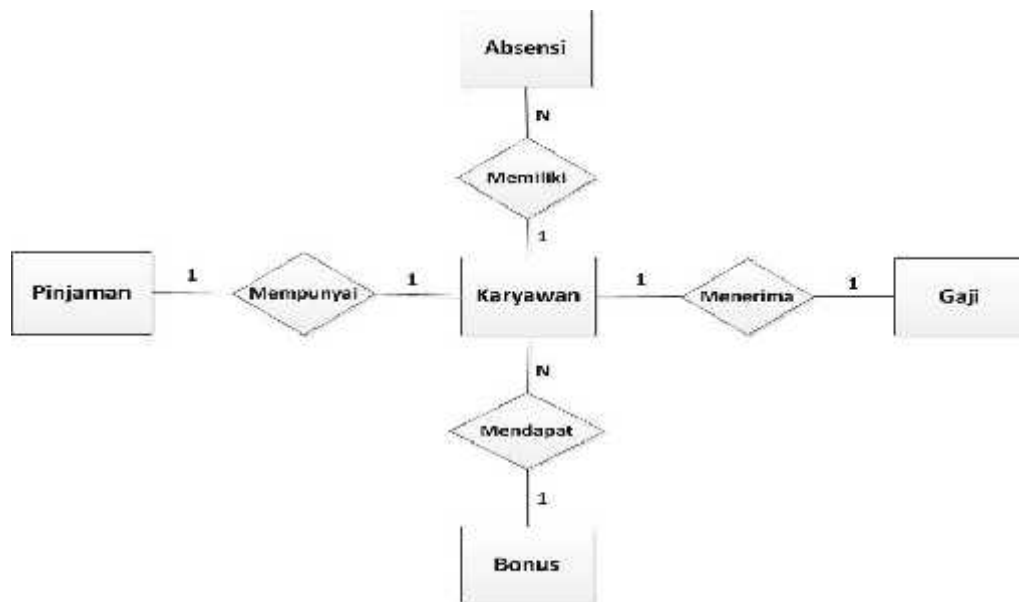 Absensi
N
Memiliki
1
Pinjaman 1 Mempunyai 1 Karyawan 1 Menerima 1 Gaji
N
Mendapat
1
Bonus